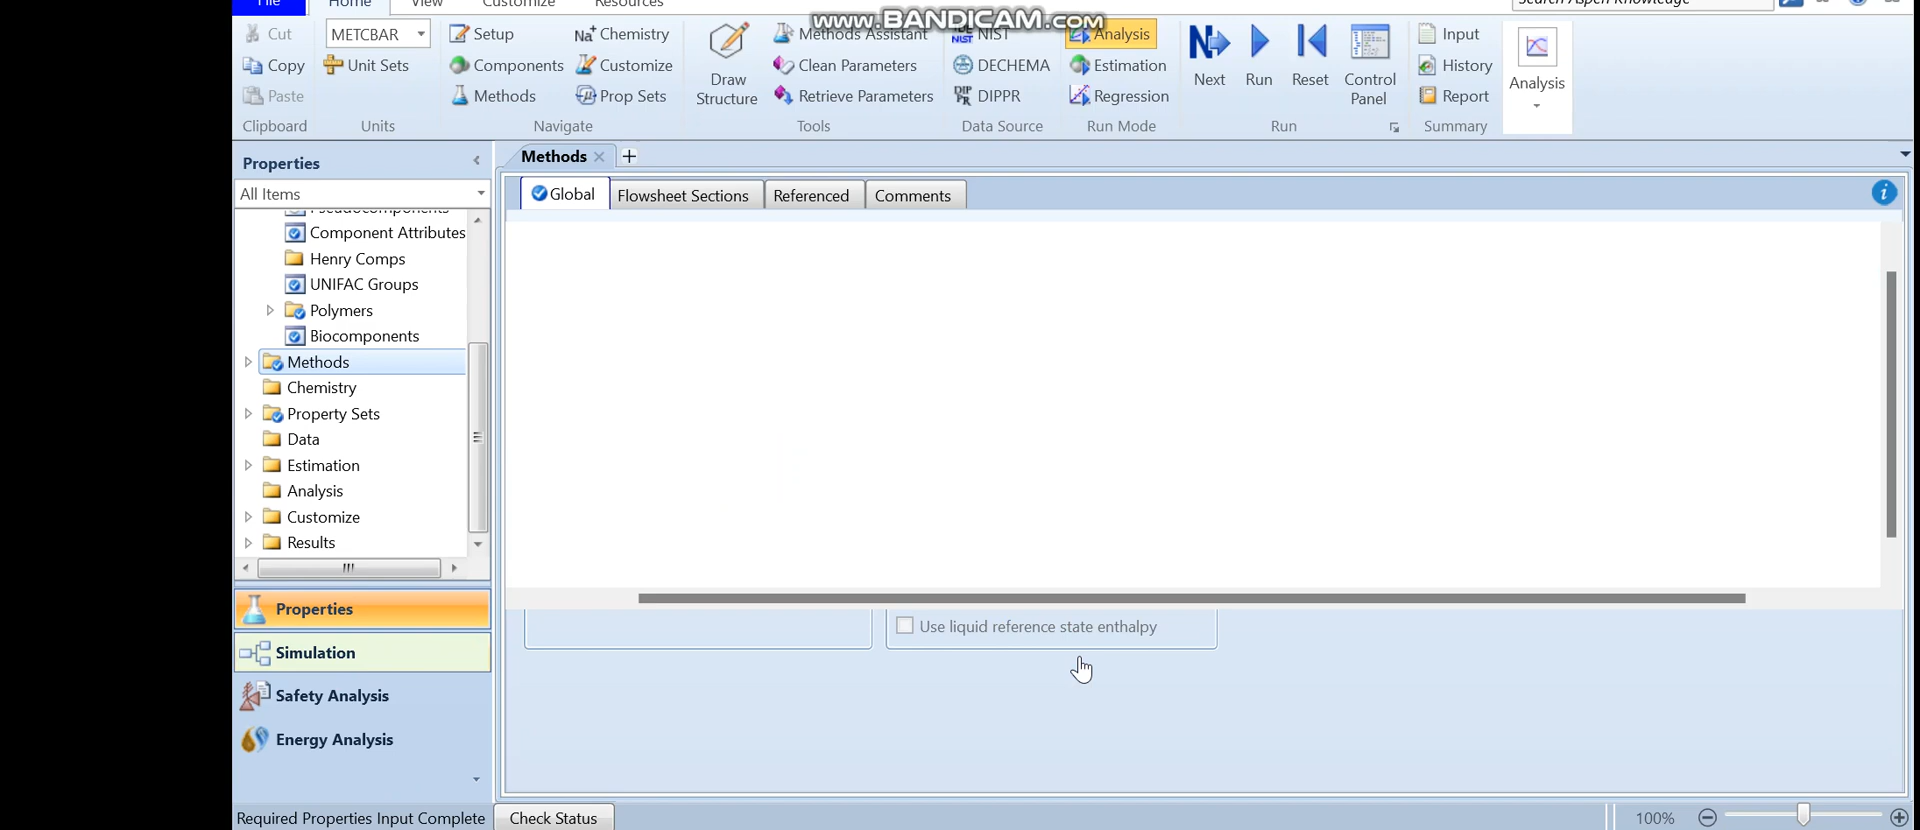 File Home View Customize Resources Search Aspen Knowledge
www.BANDICAM.com
Cut METCBAR Setup Na+ Chemistry Methods Assistant NIST Analysis Input
Copy Unit Sets Components Customize Clean Parameters DECHEMA Estimation History
Paste Methods Prop Sets Draw Structure Retrieve Parameters DIPPR Regression Next Run Reset Control Panel Report Analysis
Clipboard Units Navigate Tools Data Source Run Mode Run Summary
Properties
All Items
Pseudocomponents
Component Attributes
Henry Comps
UNIFAC Groups
Polymers
Biocomponents
Methods
Chemistry
Property Sets
Data
Estimation
Analysis
Customize
Results
Properties
Simulation
Safety Analysis
Energy Analysis
Methods
Global Flowsheet Sections Referenced Comments
Use liquid reference state enthalpy
Required Properties Input Complete Check Status 100%